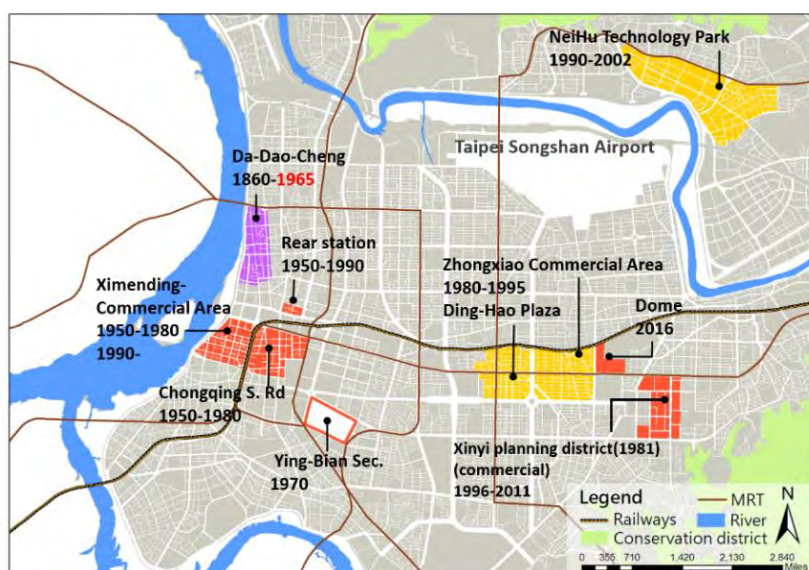 NeiHu Technology Park
1990-2002
Taipei Songshan Airport
Da-Dao-Cheng
1860-1965
Rear station
1950-1990
Ximending-
Commercial Area
1950-1980
1990-
Zhongxiao Commercial Area
1980-1995
Ding-Hao Plaza
Dome
2016
Chongqing S. Rd
1950-1980
Ying-Bian Sec.
1970
Xinyi planning district(1981)
(commercial)
1996-2011
Legend
MRT
Railways
River
Conservation district
N
0 355 710 1,420 2,130 2,840
Miles